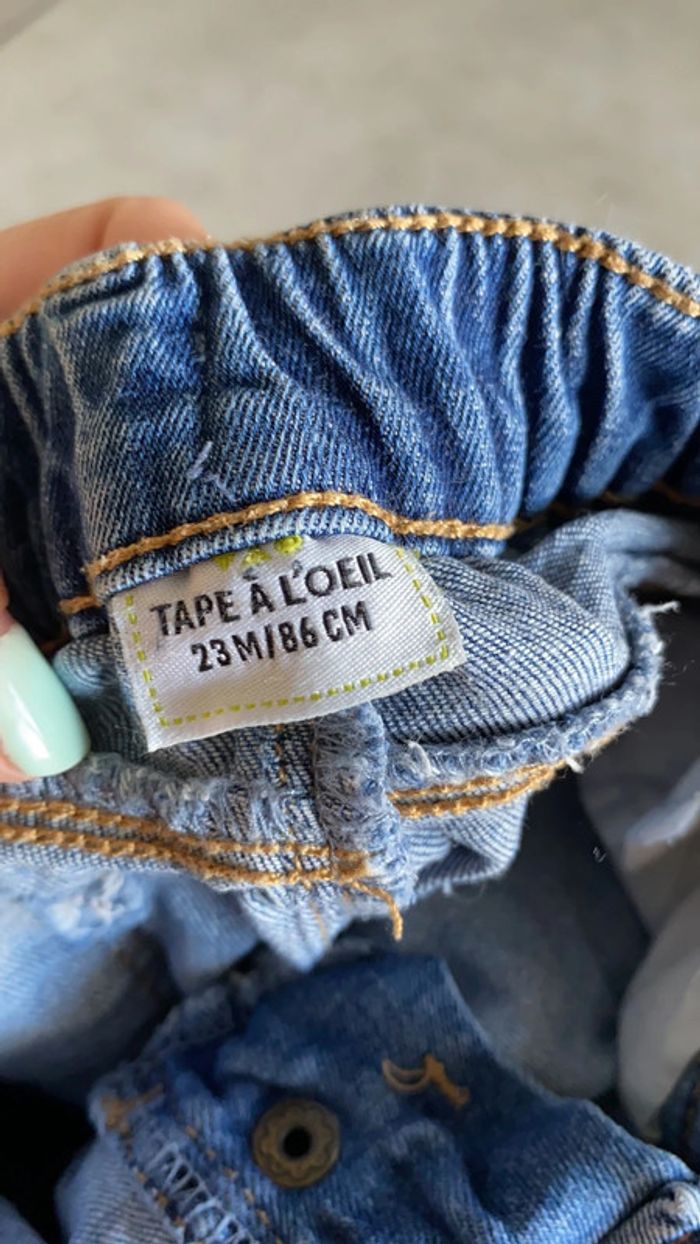 TAPE À L'OEIL
23M/86 CM